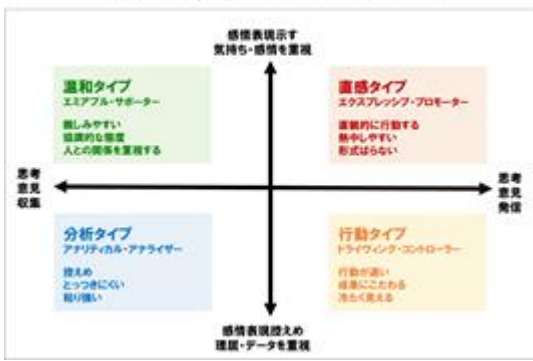 感情表現示す
気持ち・感情を重視
温和タイプ
エミアブル・サポーター
親しみやすい
協調的な態度
人との関係を重視する
直感タイプ
エクスプレッシブ・プロモーター
直観的に行動する
熱中しやすい
形式ばらない
思考
意見
収集
思考
意見
発信
分析タイプ
アナリティカル・アナライザー
控えめ
とっつきにくい
粘り強い
行動タイプ
ドライヴィング・コントローラー
行動が速い
成果にこだわる
冷たく見える
感情表現控えめ
理屈・データを重視